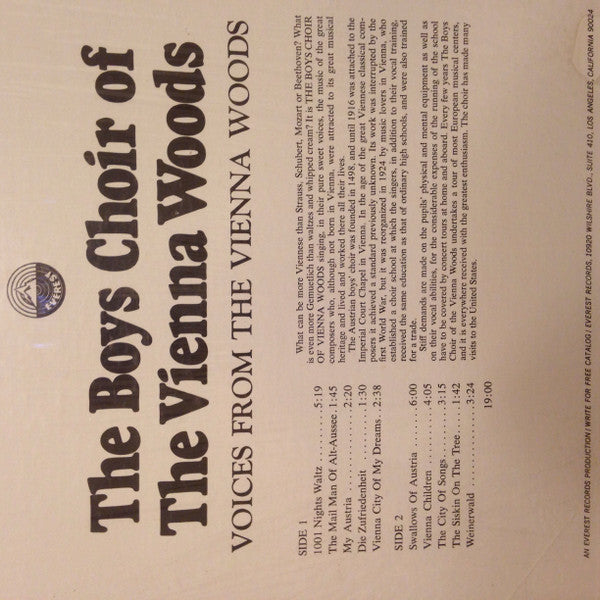 EVEREST
The Boys Choir of
The Vienna Woods
VOICES FROM THE VIENNA WOODS
SIDE 1
1001 Nights Waltz . . . . . . . . . 5:19
The Mail Man Of Alt-Aussee 1:45
My Austria . . . . . . . . . . . . . . 2:20
Die Zufriedenheit . . . . . . . . . 1:30
Vienna City Of My Dreams . . 2:38
SIDE 2
Swallows Of Austria . . . . . . . 6:00
Vienna Children . . . . . . . . . . 4:05
The City Of Songs . . . . . . . . . 3:15
The Siskin On The Tree . . . . 1:42
Weinerwald . . . . . . . . . . . . . . 3:24
19:00
What can be more Viennese than Strauss, Schubert, Mozart or Beethoven? What
is even more Gemuetlich than waltzes and whipped cream? It is THE BOYS CHOIR
OF VIENNA WOODS singing, in their pure sweet voices, the music of the great
composers who, although not born in Vienna, were attracted to its great musical
heritage and lived and worked there all their lives.
The Austrian boys' choir was founded in 1498, and until 1916 was attached to the
Imperial Court Chapel in Vienna. In the age of the great Viennese classical com-
posers it achieved a standard previously unknown. Its work was interrupted by the
first World War, but it was reorganized in 1924 by music lovers in Vienna, who
established a choir school at which the singers, in addition to their vocal training,
received the same education as that of ordinary high schools, and were also trained
for a trade.
Stiff demands are made on the pupils' physical and mental equipment as well as
on their vocal abilities, for the considerable expenses of the running of the school
have to be covered by concert tours at home and aboard. Every few years The Boys
Choir of the Vienna Woods undertakes a tour of most European musical centers,
and it is everywhere received with the greatest enthusiasm. The choir has made many
visits to the United States.
AN EVEREST RECORDS PRODUCTION / WRITE FOR FREE CATALOG / EVEREST RECORDS, 10920 WILSHIRE BLVD., SUITE 410, LOS ANGELES, CALIFORNIA 90024